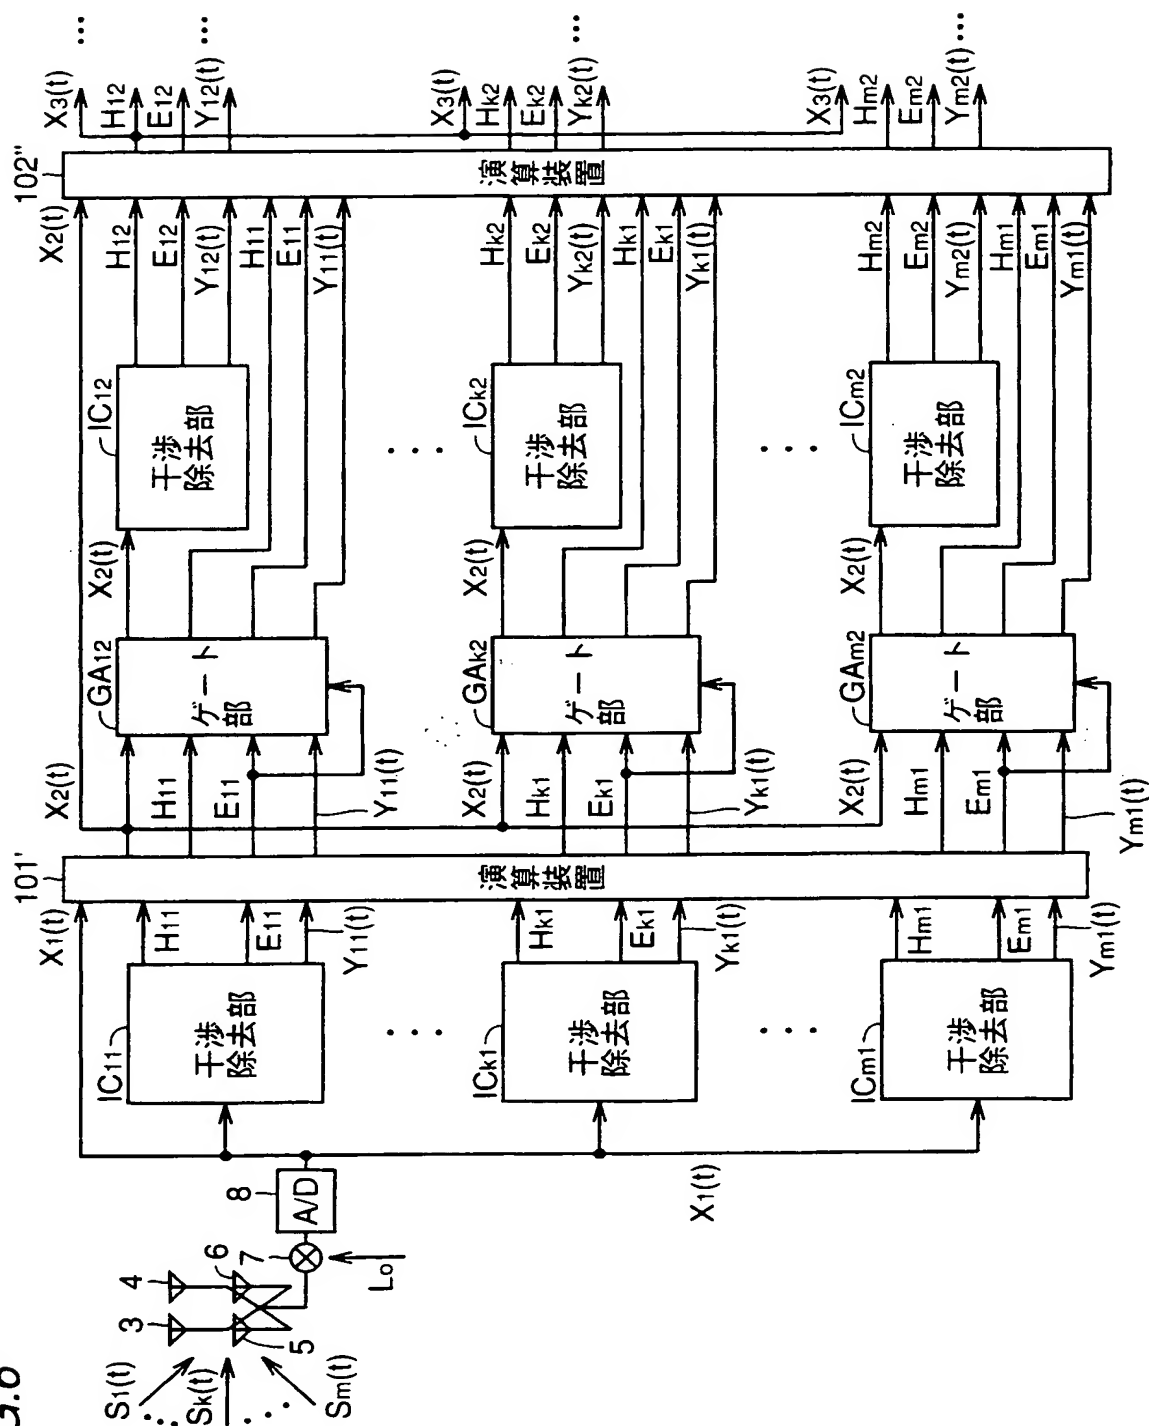 G.6
S1(t)
Sk(t)
Sm(t)
3
4
5
6
7
Lo
8
A/D
X1(t)
X1(t)
IC11
干渉
除去部
H11
E11
Y11(t)
ICk1
干渉
除去部
Hk1
Ek1
Yk1(t)
ICm1
干渉
除去部
Hm1
Em1
Ym1(t)
101'
演算装置
X2(t)
H11
E11
Y11(t)
X2(t)
Hk1
Ek1
Yk1(t)
X2(t)
Hm1
Em1
Ym1(t)
GA12
ゲート
部
GAk2
ゲート
部
GAm2
ゲート
部
X2(t)
X2(t)
X2(t)
IC12
干渉
除去部
ICk2
干渉
除去部
ICm2
干渉
除去部
X2(t)
H12
E12
Y12(t)
H11
E11
Y11(t)
Hk2
Ek2
Yk2(t)
Hk1
Ek1
Yk1(t)
Hm2
Em2
Ym2(t)
Hm1
Em1
Ym1(t)
102"
演算装置
X3(t)
H12
E12
Y12(t)
X3(t)
Hk2
Ek2
Yk2(t)
X3(t)
Hm2
Em2
Ym2(t)